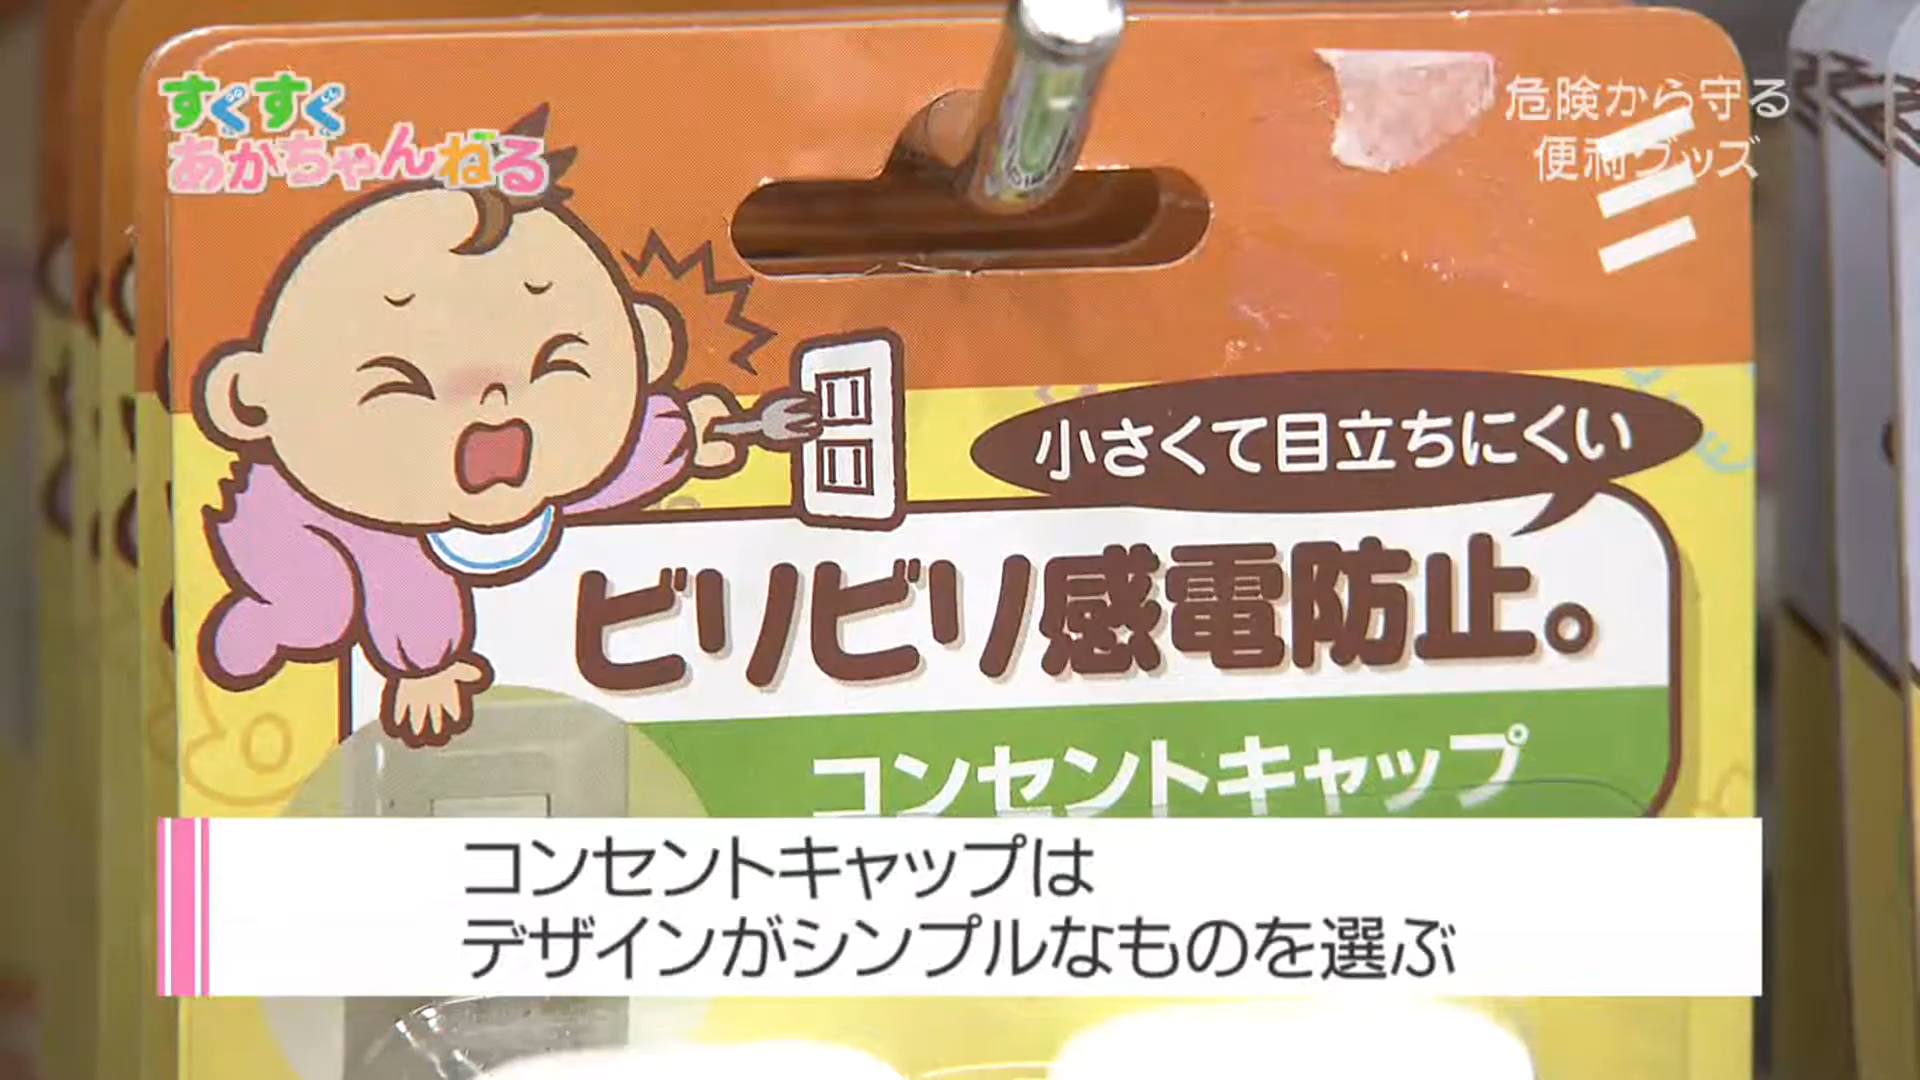 すくすく
あかちゃんねる
危険から守る
便利グッズ
小さくて目立ちにくい
ビリビリ感電防止。
コンセントキャップ
コンセントキャップは
デザインがシンプルなものを選ぶ